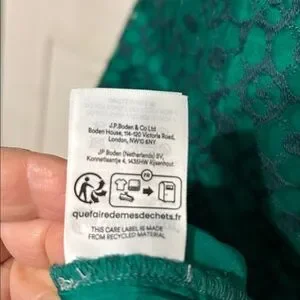 J.P.Boden & Co Ltd
Boden House, 114-120 Victoria Road,
London, NW10 6NY
JP Boden (Netherlands) BV,
Konnetlaantje 4, 1435HW Rijsenhout
FR
quefairedemesdechets.fr
THIS CARE LABEL IS MADE
FROM RECYCLED MATERIAL